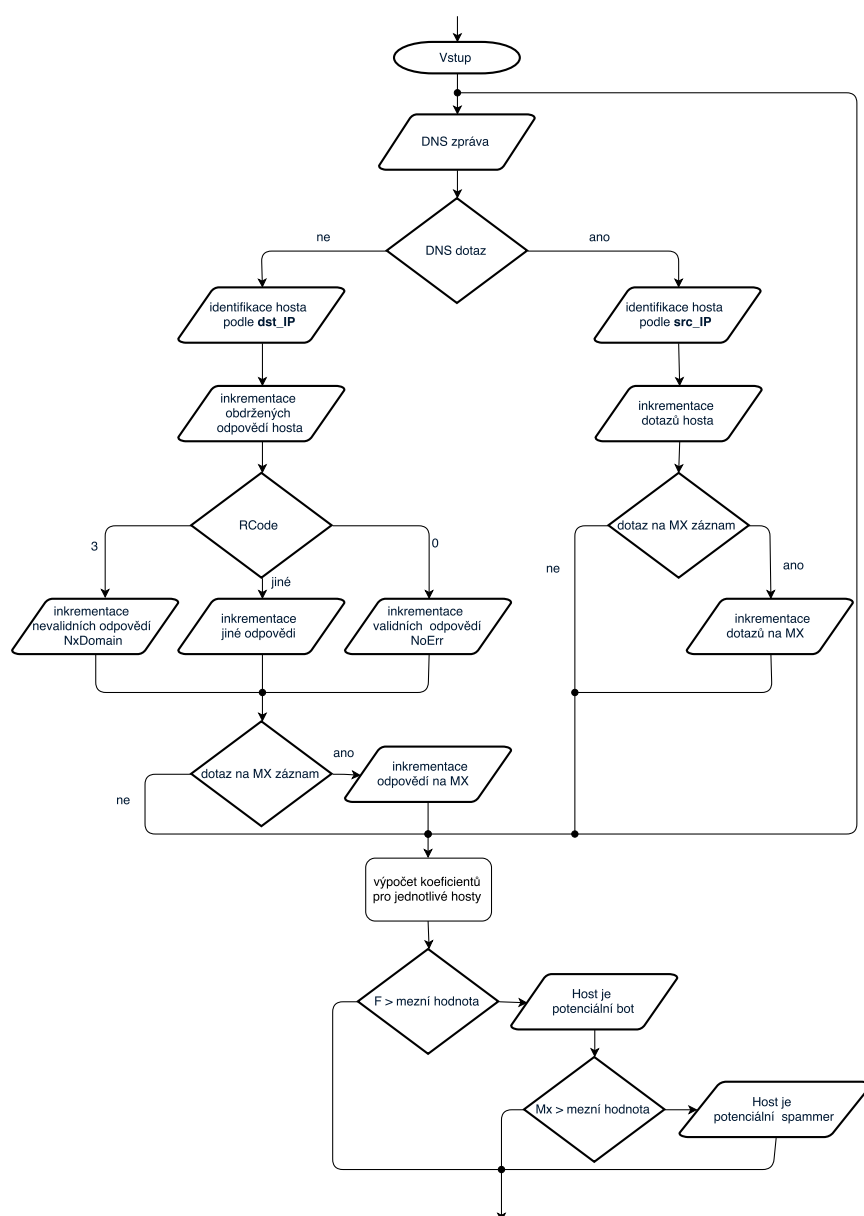 Vstup
DNS zpráva
DNS dotaz
ne
ano
identifikace hosta
podle dst_IP
identifikace hosta
podle src_IP
inkrementace
obdržených
odpovědí hosta
inkrementace
dotazů hosta
RCode
3
jiné
0
dotaz na MX záznam
ne
ano
inkrementace
nevalidních odpovědí
NxDomain
inkrementace
jiné odpovědi
inkrementace
validních odpovědí
NoErr
inkrementace
dotazů na MX
dotaz na MX záznam
ano
ne
inkrementace
odpovědí na MX
výpočet koeficientů
pro jednotlivé hosty
F > mezní hodnota
Host je
potenciální bot
Mx > mezní hodnota
Host je
potenciální spammer